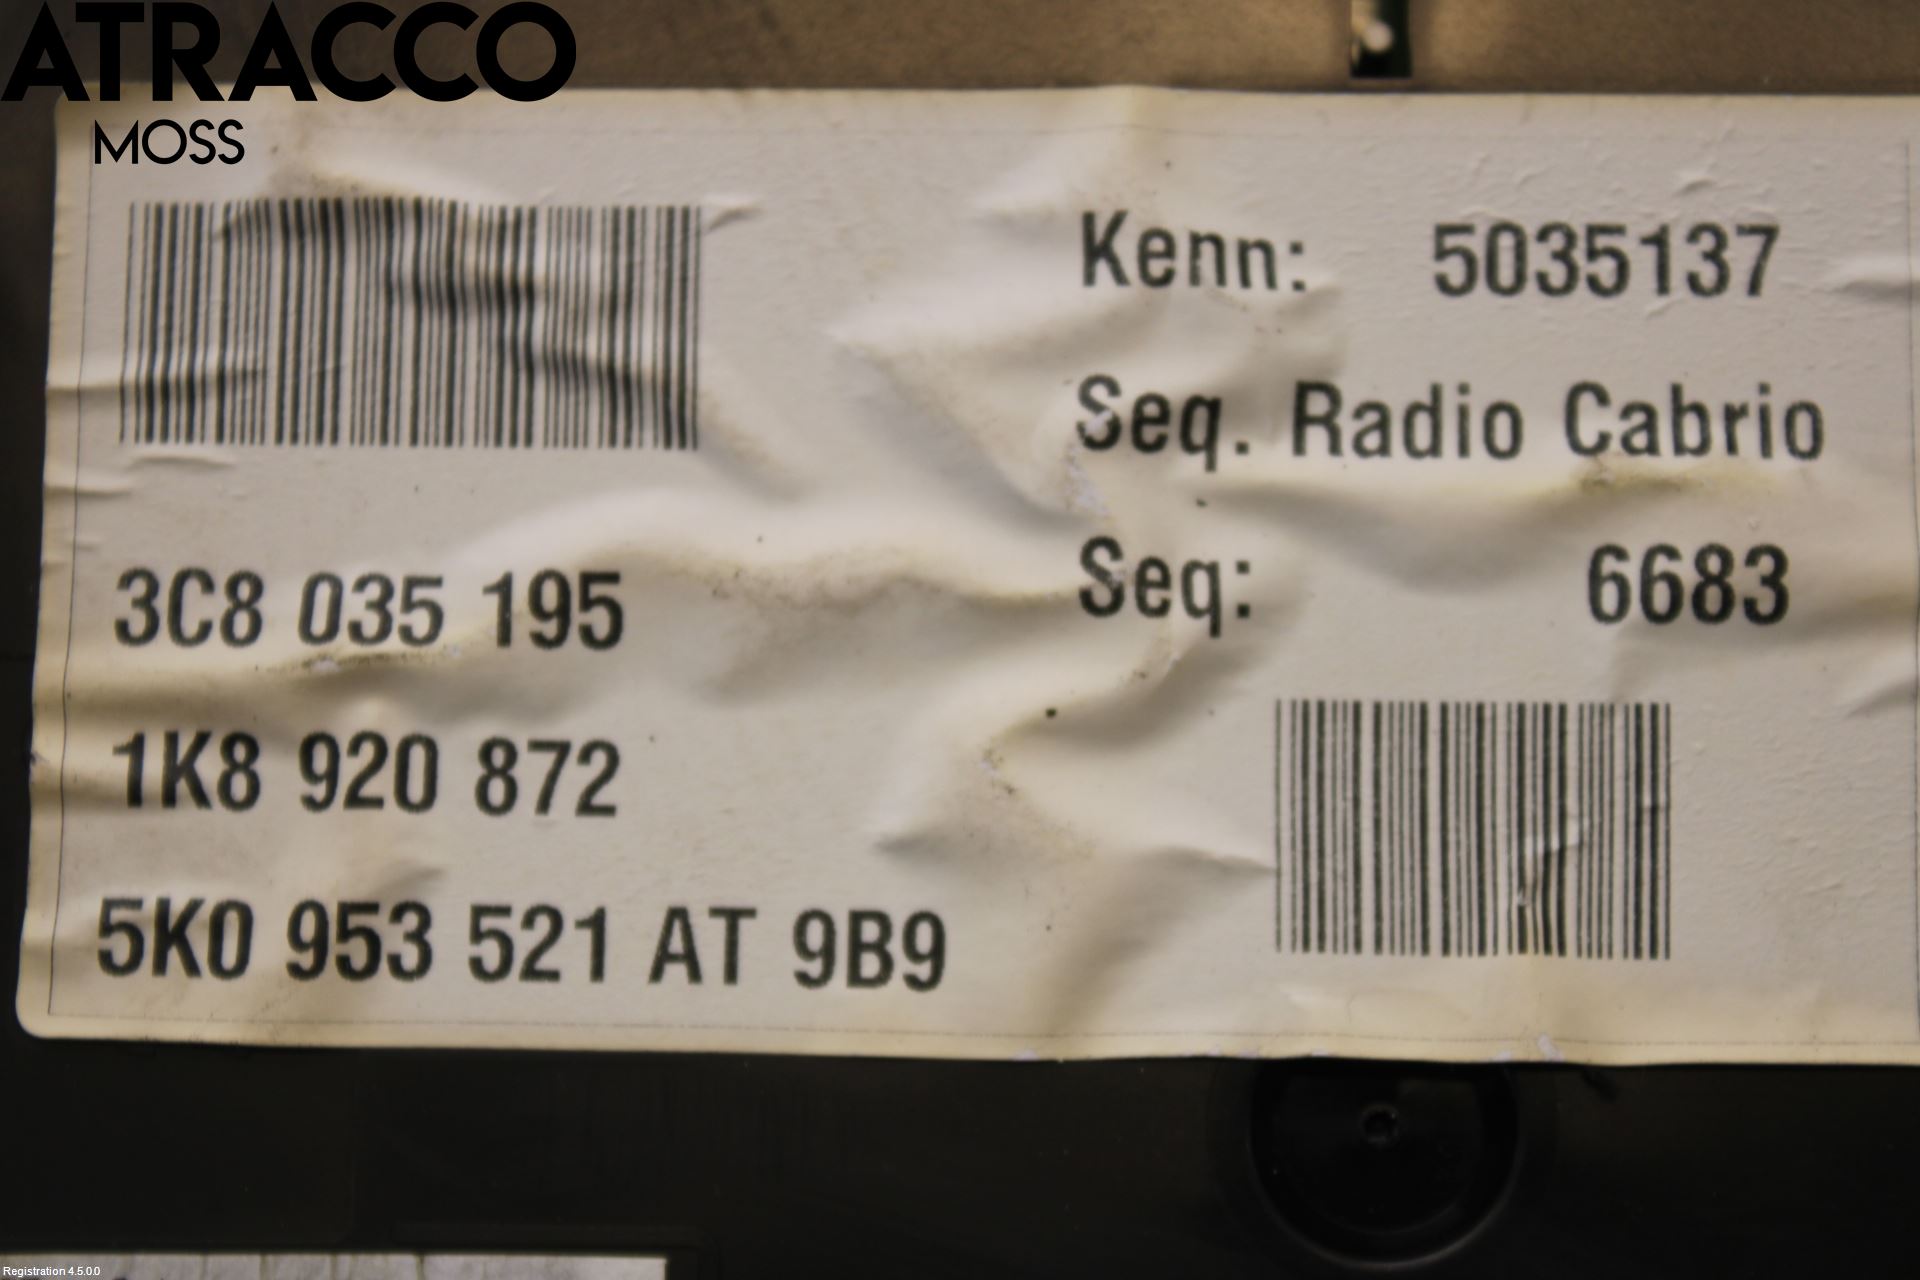 ATRACCO
MOSS
Kenn: 5035137
Seq. Radio Cabrio
Seq: 6683
3C8 035 195
1K8 920 872
5K0 953 521 AT 9B9
Registration 4.5.0.0